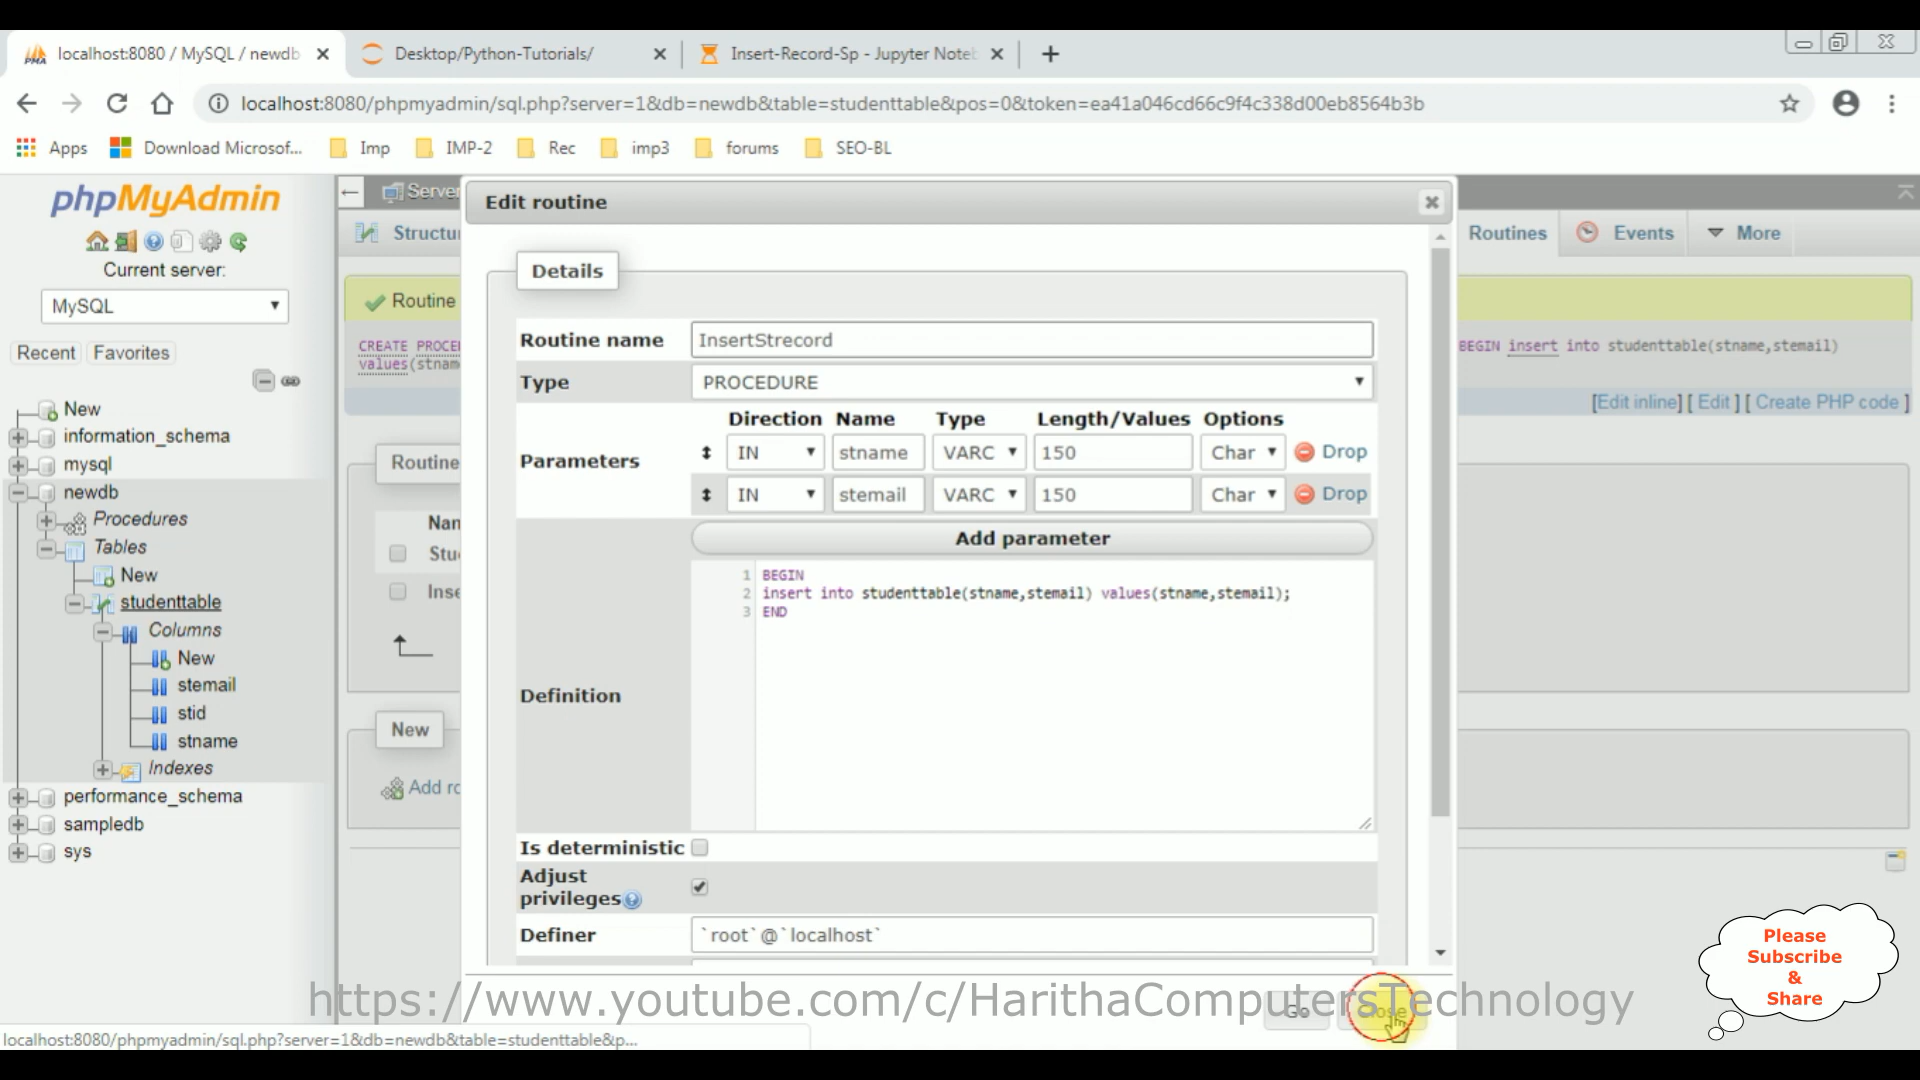 localhost:8080 / MySQL / newdb
Desktop/Python-Tutorials/
Insert-Record-Sp - Jupyter Noteb
localhost:8080/phpmyadmin/sql.php?server=1&db=newdb&table=studenttable&pos=0&token=ea41a046cd66c9f4c338d00eb8564b3b
Apps
Download Microsof...
Imp
IMP-2
Rec
imp3
forums
SEO-BL
phpMyAdmin
Current server:
MySQL
Recent
Favorites
New
information_schema
mysql
newdb
Procedures
Tables
New
studenttable
Columns
New
stemail
stid
stname
Indexes
performance_schema
sampledb
sys
Server
Structu
Routines
Events
More
Routine
CREATE PROCE
values(stnam
BEGIN insert into studenttable(stname,stemail)
[Edit inline] [ Edit ] [ Create PHP code ]
Routine
Nam
Stu
Inse
New
Add ro
Edit routine
Details
Routine name
InsertStrecord
Type
PROCEDURE
Direction Name Type Length/Values Options
Parameters
IN stname VARC 150 Char Drop
IN stemail VARC 150 Char Drop
Add parameter
Definition
1 BEGIN
2 insert into studenttable(stname,stemail) values(stname,stemail);
3 END
Is deterministic
Adjust
privileges
Definer
`root`@`localhost`
Go
Close
https://www.youtube.com/c/HarithaComputersTechnology
localhost:8080/phpmyadmin/sql.php?server=1&db=newdb&table=studenttable&p...
Please
Subscribe
&
Share